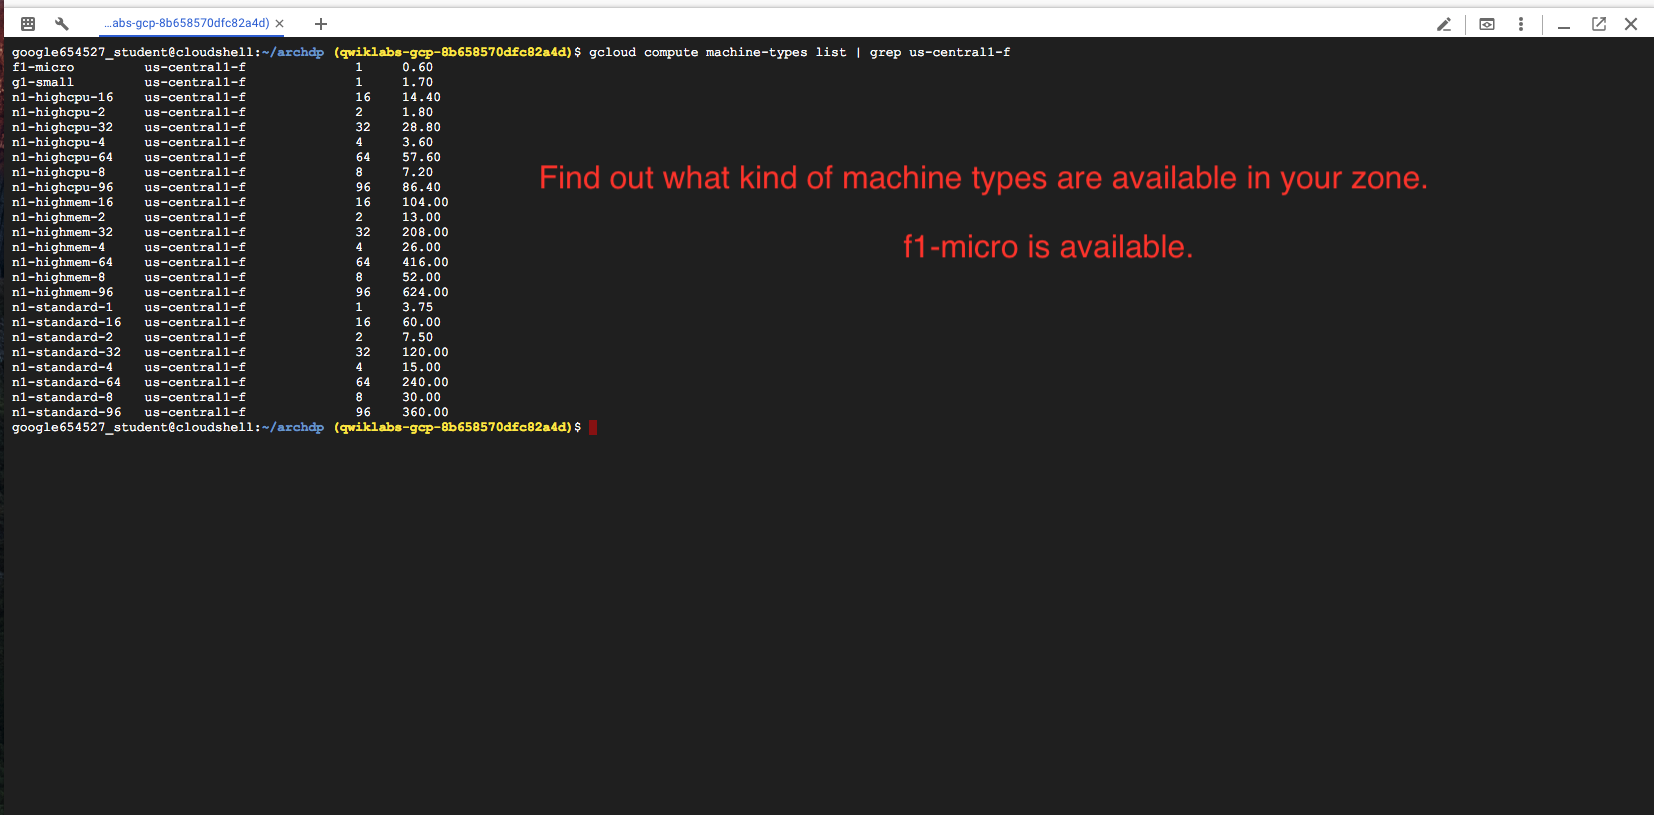 ...abs-gcp-8b658570dfc82a4d)
google654527_student@cloudshell:~/archdp (qwiklabs-gcp-8b658570dfc82a4d)$ gcloud compute machine-types list | grep us-central1-f
f1-micro us-central1-f 1 0.60
g1-small us-central1-f 1 1.70
n1-highcpu-16 us-central1-f 16 14.40
n1-highcpu-2 us-central1-f 2 1.80
n1-highcpu-32 us-central1-f 32 28.80
n1-highcpu-4 us-central1-f 4 3.60
n1-highcpu-64 us-central1-f 64 57.60
n1-highcpu-8 us-central1-f 8 7.20
n1-highcpu-96 us-central1-f 96 86.40
n1-highmem-16 us-central1-f 16 104.00
n1-highmem-2 us-central1-f 2 13.00
n1-highmem-32 us-central1-f 32 208.00
n1-highmem-4 us-central1-f 4 26.00
n1-highmem-64 us-central1-f 64 416.00
n1-highmem-8 us-central1-f 8 52.00
n1-highmem-96 us-central1-f 96 624.00
n1-standard-1 us-central1-f 1 3.75
n1-standard-16 us-central1-f 16 60.00
n1-standard-2 us-central1-f 2 7.50
n1-standard-32 us-central1-f 32 120.00
n1-standard-4 us-central1-f 4 15.00
n1-standard-64 us-central1-f 64 240.00
n1-standard-8 us-central1-f 8 30.00
n1-standard-96 us-central1-f 96 360.00
google654527_student@cloudshell:~/archdp (qwiklabs-gcp-8b658570dfc82a4d)$
Find out what kind of machine types are available in your zone.
f1-micro is available.